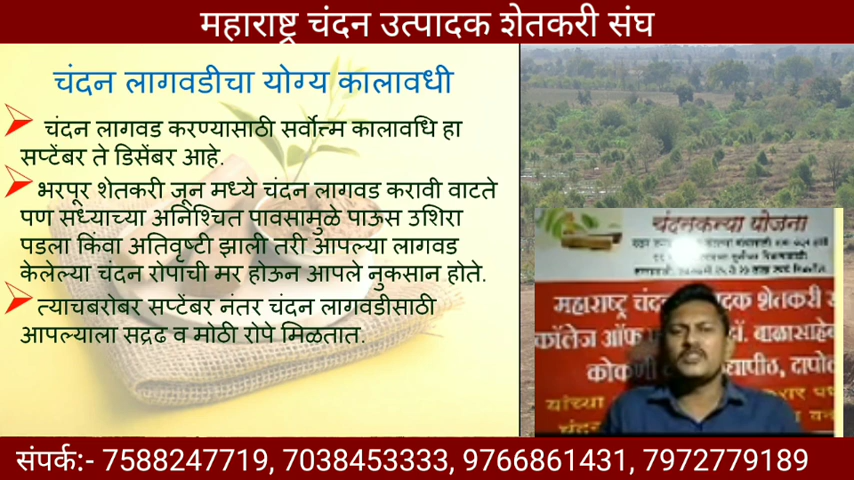 महाराष्ट्र चंदन उत्पादक शेतकरी संघ
चंदन लागवडीचा योग्य कालावधी
चंदन लागवड करण्यासाठी सर्वोत्त्म कालावधि हा
सप्टेंबर ते डिसेंबर आहे.
भरपूर शेतकरी जून मध्ये चंदन लागवड करावी वाटते
पण सध्याच्या अनिश्चित पावसामुळे पाऊस उशिरा
पडला किंवा अतिवृष्टी झाली तरी आपल्या लागवड
केलेल्या चंदन रोपाची मर होऊन आपले नुकसान होते.
त्याचबरोबर सप्टेंबर नंतर चंदन लागवडीसाठी
आपल्याला सद्रढ व मोठी रोपे मिळतात.
चंदनकन्या योजना
महाराष्ट्र चंद पादक शेतकरी
कॉलेज ऑफ डॉ. बाळासाहे
कोकणी यापीठ, दापो
यांच्या
संपर्क:- 7588247719, 7038453333, 9766861431, 7972779189